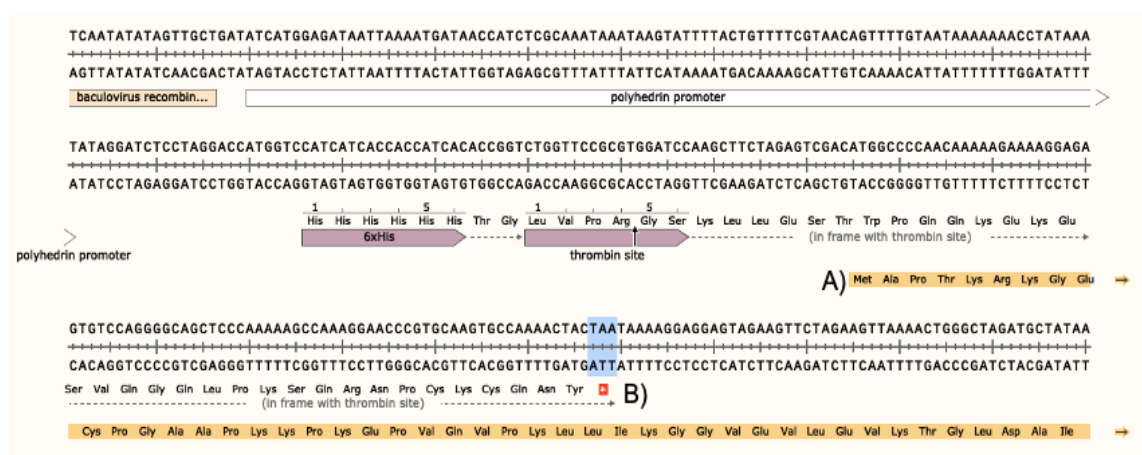 TCAATATATAGTTGCTGATATCATGGAGATAATTAAAATGATAACCATCTCGCAAATAAATAAGTATTTTACTGTTTTCGTAACAGTTTTGTAATAAAAAAACCTATAAA
AGTTATATATCAACGACTATAGTACCTCTATTAATTTTACTATTGGTAGAGCGTTTATTTATTCATAAAATGACAAAAGCATTGTCAAAACATTATTTTTTTGGATATTT
baculovirus recombin...
polyhedrin promoter
TATAGGATCTCCTAGGACCATGGTCCATCATCACCACCATCACACCGGTCTGGTTCCGCGTGGATCCAAGCTTCTAGAGTCGACATGGCCCCAACAAAAAGAAAAGGAGA
ATATCCTAGAGGATCCTGGTACCAGGTAGTAGTGGTGGTAGTGTGGCCAGACCAAGGCGCACCTAGGTTCGAAGATCTCAGCTGTACCGGGGTTGTTTTTCTTTTCCTCT
1 5 1 5
His His His His His His Thr Gly Leu Val Pro Arg Gly Ser Lys Leu Leu Glu Ser Thr Trp Pro Gln Gln Lys Glu Lys Glu
6xHis
(in frame with thrombin site)
polyhedrin promoter
thrombin site
A) Met Ala Pro Thr Lys Arg Lys Gly Glu
GTGTCCAGGGGCAGCTCCCAAAAAGCCAAAGGAACCCGTGCAAGTGCCAAAACTACTAATAAAAGGAGGAGTAGAAGTTCTAGAAGTTAAAACTGGGCTAGATGCTATAA
CACAGGTCCCCGTCGAGGGTTTTTCGGTTTCCTTGGGCACGTTCACGGTTTTGATGATTATTTTCCTCCTCATCTTCAAGATCTTCAATTTTGACCCGATCTACGATATT
Ser Val Gln Gly Gln Leu Pro Lys Ser Gln Arg Asn Pro Cys Lys Cys Gln Asn Tyr B)
(in frame with thrombin site)
Cys Pro Gly Ala Ala Pro Lys Lys Pro Lys Glu Pro Val Gln Val Pro Lys Leu Leu Ile Lys Gly Gly Val Glu Val Leu Glu Val Lys Thr Gly Leu Asp Ala Ile